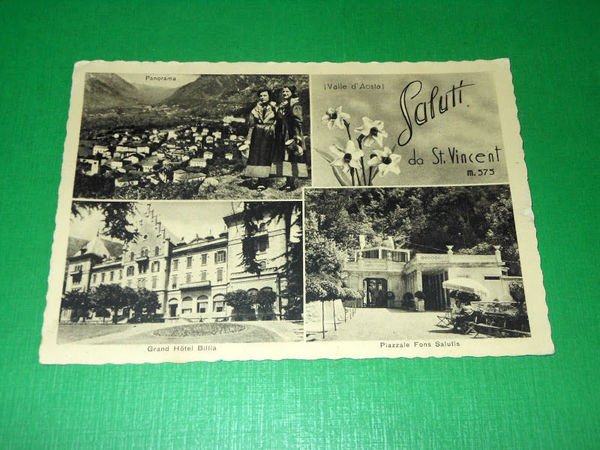 Panorama
(Valle d'Aosta)
Saluti
da St. Vincent
m. 575
Grand Hôtel Billia
Piazzale Fons Salutis